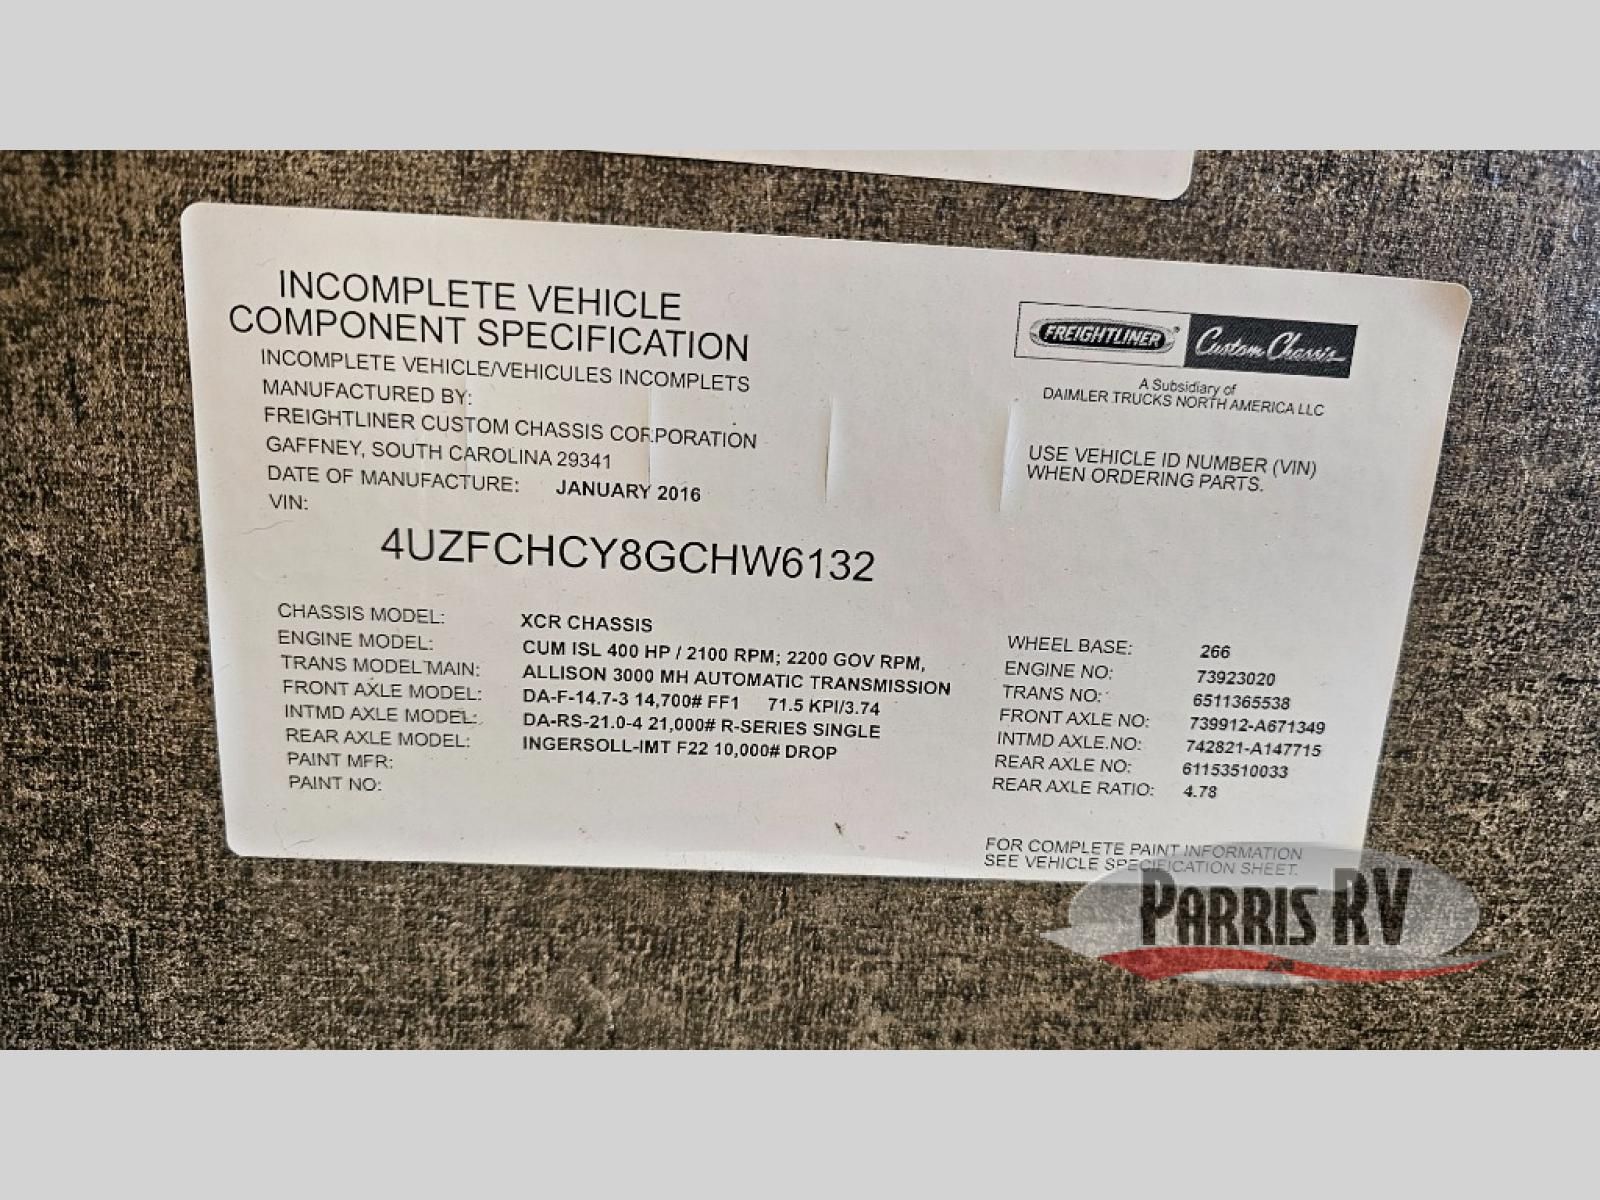 INCOMPLETE VEHICLE
COMPONENT SPECIFICATION
INCOMPLETE VEHICLE/VEHICULES INCOMPLETS
MANUFACTURED BY:
FREIGHTLINER CUSTOM CHASSIS CORPORATION
GAFFNEY, SOUTH CAROLINA 29341
DATE OF MANUFACTURE: JANUARY 2016
VIN:
4UZFCHCY8GCHW6132
FREIGHTLINER Custom Chassis
A Subsidiary of
DAIMLER TRUCKS NORTH AMERICA LLC
USE VEHICLE ID NUMBER (VIN)
WHEN ORDERING PARTS.
CHASSIS MODEL: XCR CHASSIS
ENGINE MODEL: CUM ISL 400 HP / 2100 RPM; 2200 GOV RPM,
TRANS MODEL MAIN: ALLISON 3000 MH AUTOMATIC TRANSMISSION
FRONT AXLE MODEL: DA-F-14.7-3 14,700# FF1 71.5 KPI/3.74
INTMD AXLE MODEL: DA-RS-21.0-4 21,000# R-SERIES SINGLE
REAR AXLE MODEL: INGERSOLL-IMT F22 10,000# DROP
PAINT MFR:
PAINT NO:
WHEEL BASE: 266
ENGINE NO: 73923020
TRANS NO: 6511365538
FRONT AXLE NO: 739912-A671349
INTMD AXLE.NO: 742821-A147715
REAR AXLE NO: 61153510033
REAR AXLE RATIO: 4.78
FOR COMPLETE PAINT INFORMATION
SEE VEHICLE SPECIFICATION SHEET.
PARRIS RV